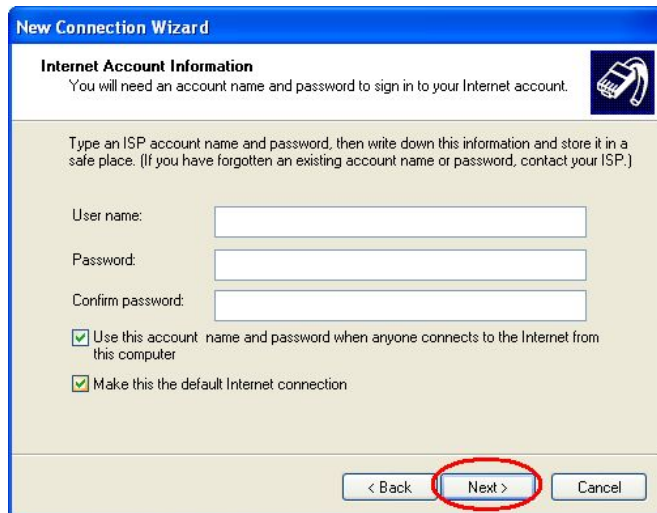 New Connection Wizard
Internet Account Information
You will need an account name and password to sign in to your Internet account.
Type an ISP account name and password, then write down this information and store it in a
safe place. (If you have forgotten an existing account name or password, contact your ISP.)
User name:
Password:
Confirm password:
Use this account name and password when anyone connects to the Internet from
this computer
Make this the default Internet connection
< Back
Next >
Cancel